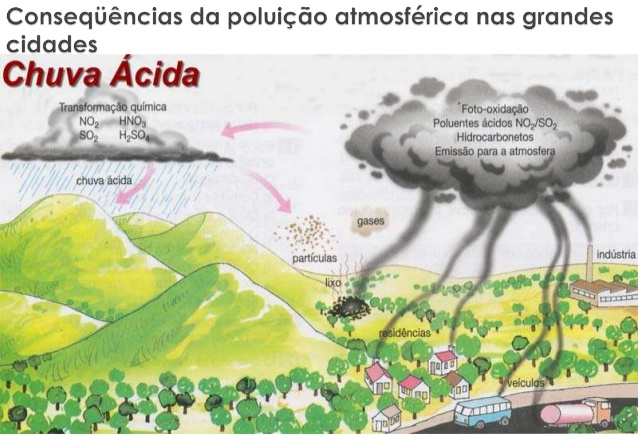 Conseqüências da poluição atmosférica nas grandes
cidades
Chuva Ácida
Transformação química
NO₂ HNO₃
SO₂ H₂SO₄
chuva ácida
Foto-oxidação
Poluentes ácidos NO₂/SO₂
Hidrocarbonetos
Emissão para a atmosfera
gases
partículas
lixo
indústria
residências
veículos